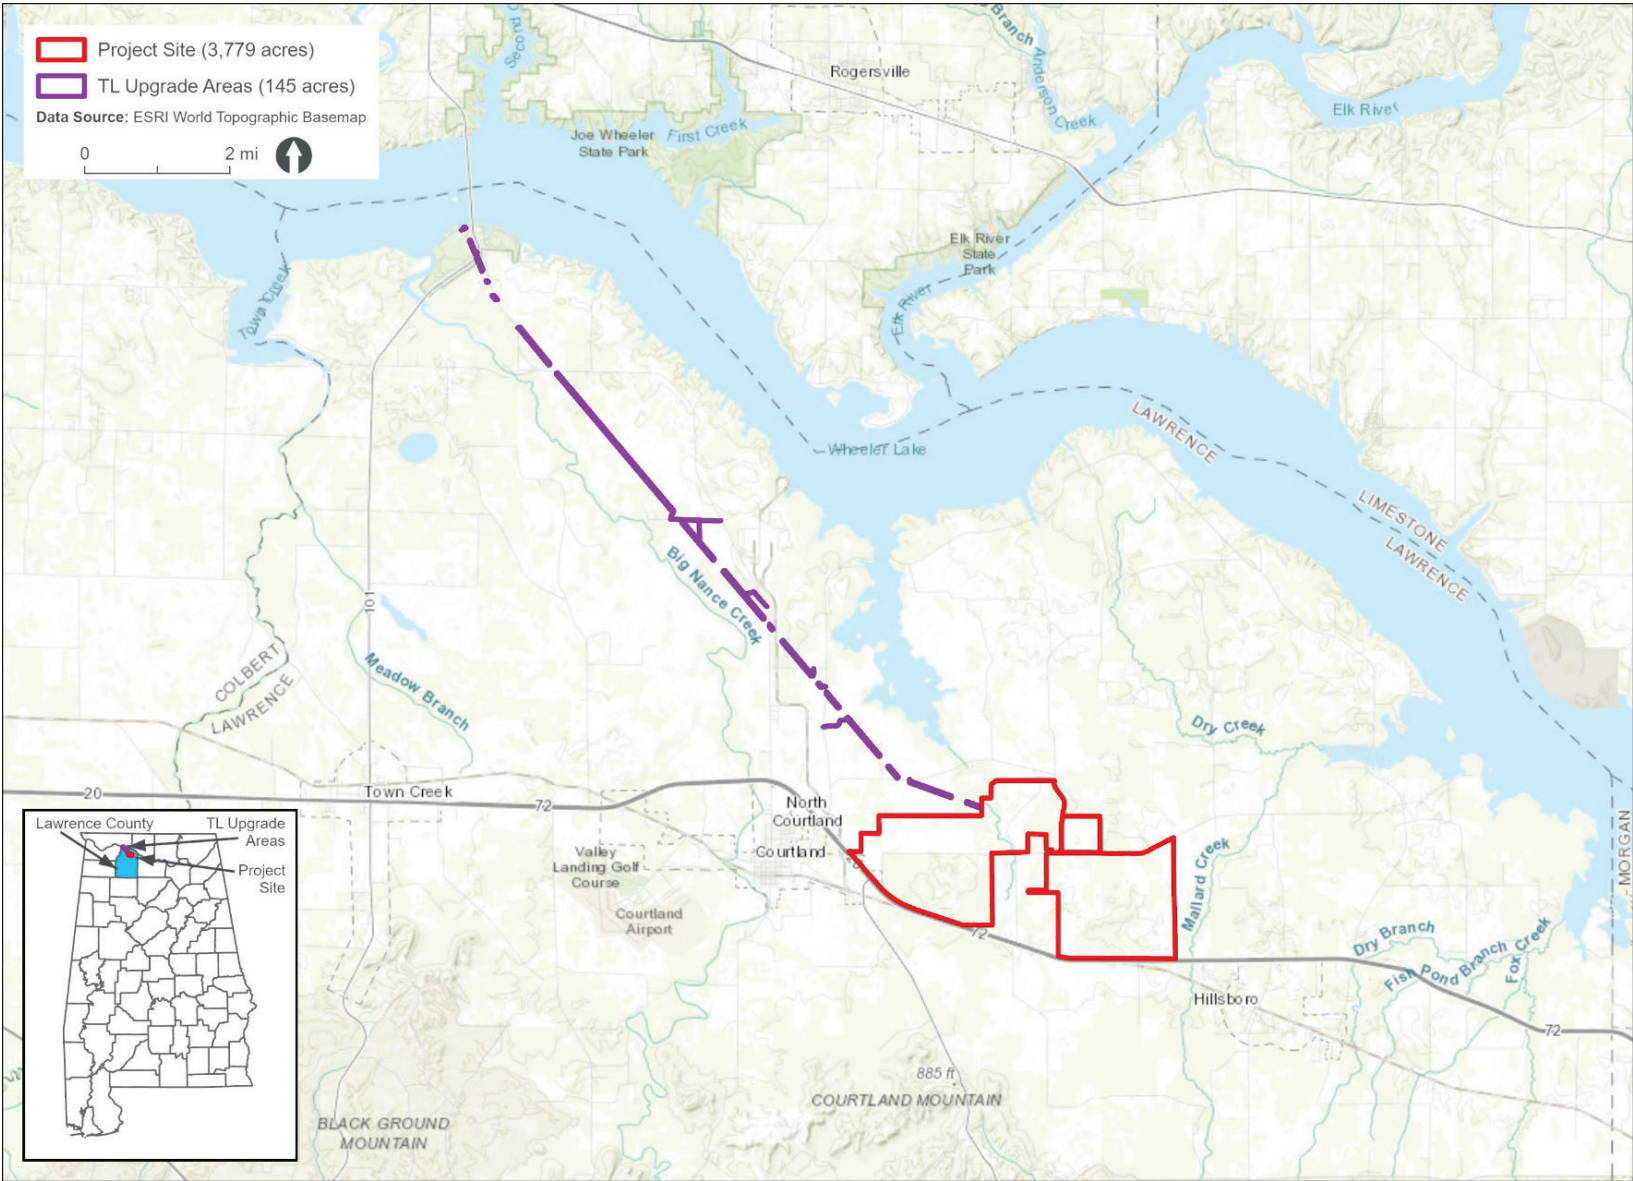 Project Site (3,779 acres)
TL Upgrade Areas (145 acres)
Data Source: ESRI World Topographic Basemap
0 2 mi
Second
Branch
Anderson
Creek
Rogersville
Elk River
Joe Wheeler
State Park
First Creek
Elk River
State
Park
Elk River
Town Creek
Wheeler Lake
LAWRENCE
LIMESTONE
LAWRENCE
Big Nance Creek
101
COLBERT
LAWRENCE
Meadow Branch
Dry Creek
20
Town Creek
72
North
Courtland
Courtland
Valley
Landing Golf
Course
Courtland
Airport
20
72
Mallard Creek
MORGAN
Dry Branch
Fish Pond Branch
Fox Creek
Hillsboro
72
885 ft
COURTLAND MOUNTAIN
BLACK GROUND
MOUNTAIN
Lawrence County
TL Upgrade
Areas
Project
Site